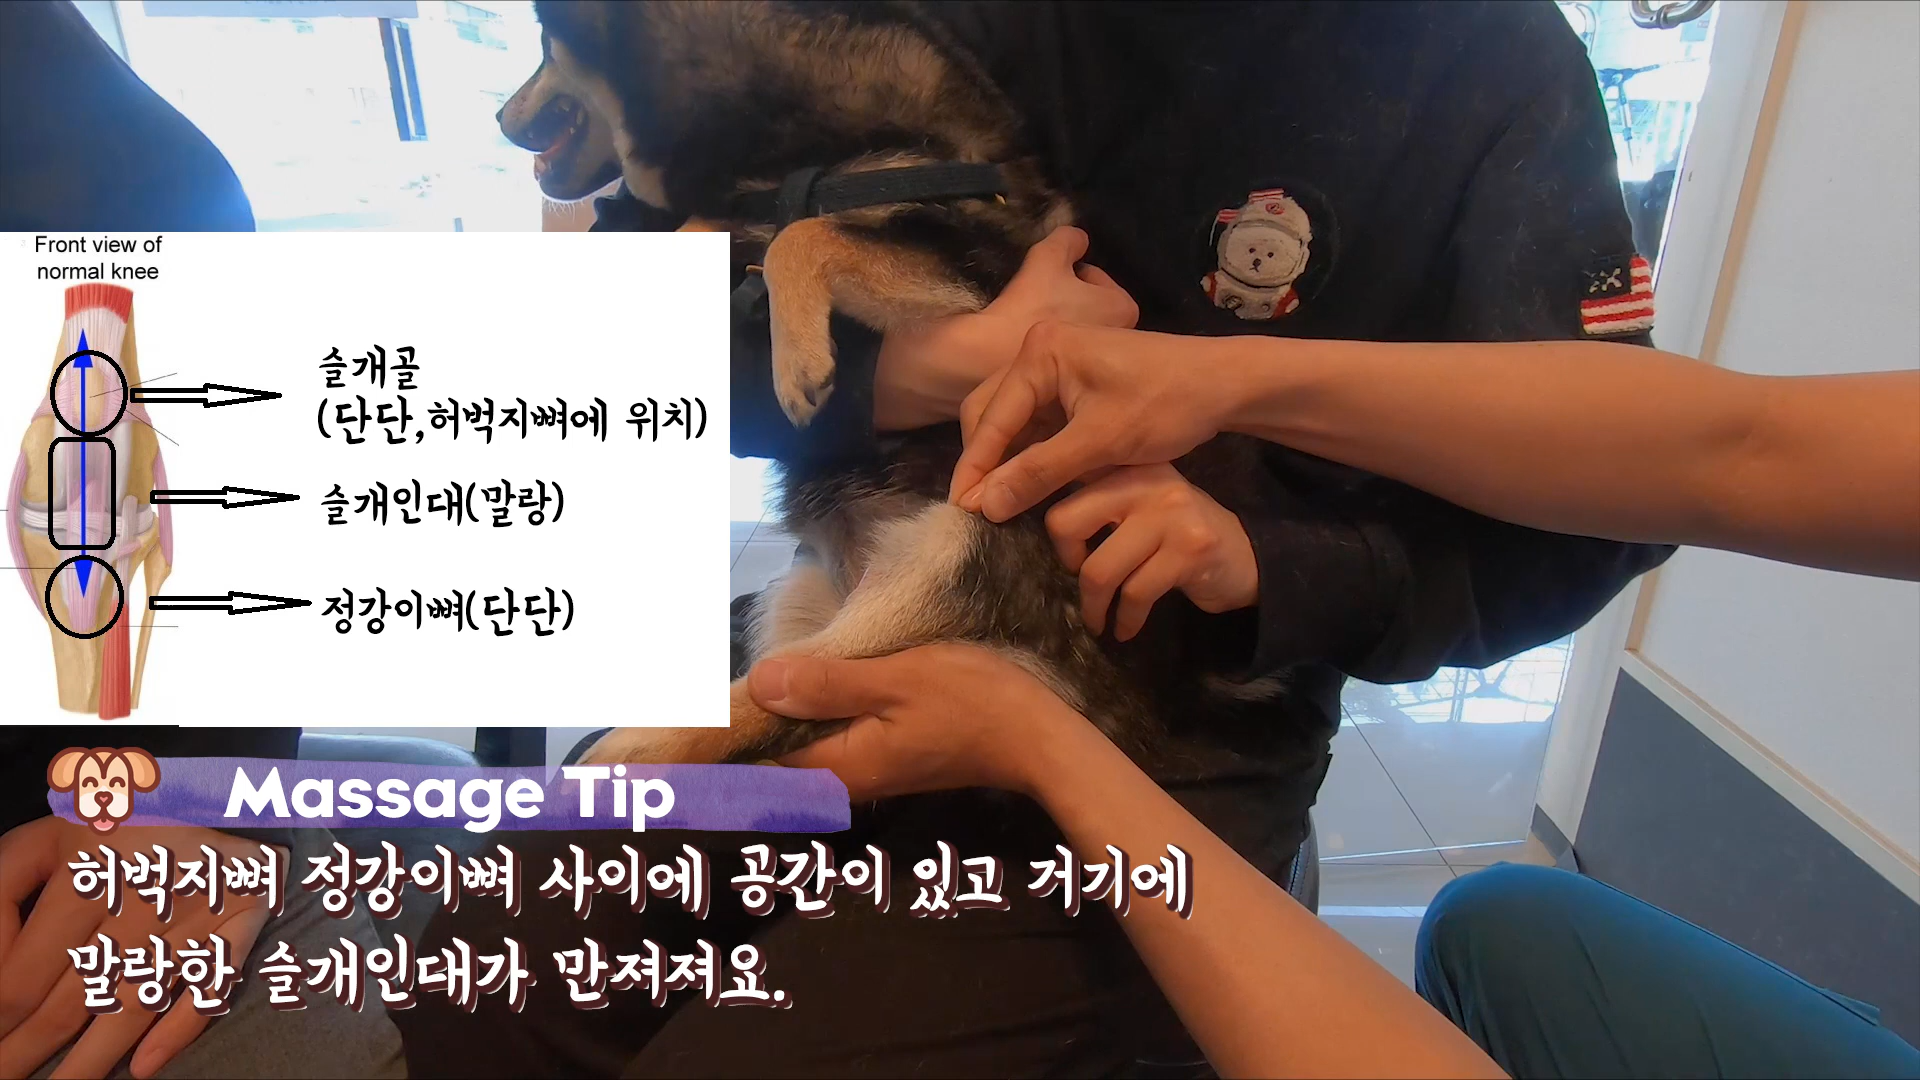 Front view of
normal knee
슬개골
(단단,허벅지뼈에 위치)
슬개인대(말랑)
정강이뼈(단단)
Massage Tip
허벅지뼈 정강이뼈 사이에 공간이 있고 거기에
말랑한 슬개인대가 만져져요.